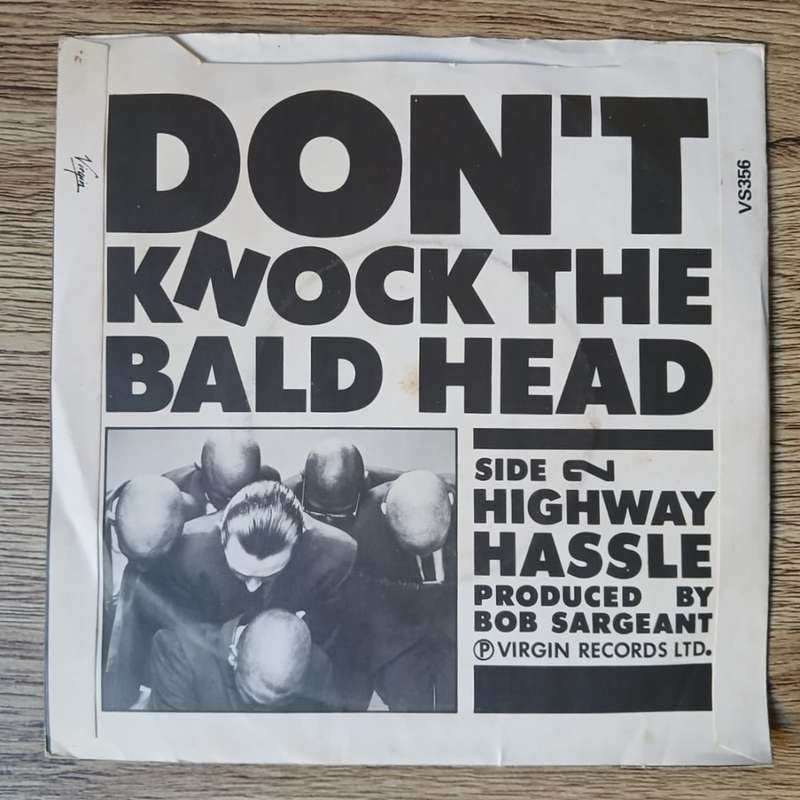 DON'T
KNOCK THE
BALD HEAD
SIDE 2
HIGHWAY
HASSLE
PRODUCED BY
BOB SARGEANT
Ⓟ VIRGIN RECORDS LTD.
Virgin
VS356